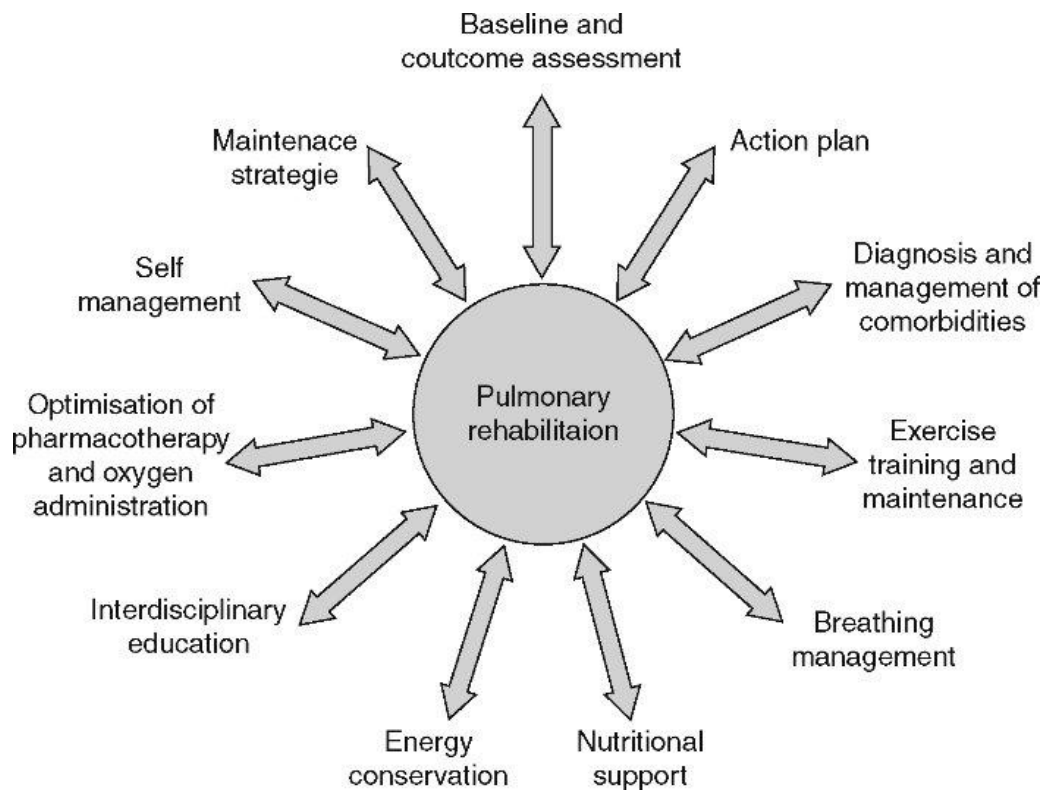 Baseline and
coutcome assessment
Action plan
Diagnosis and
management of
comorbidities
Exercise
training and
maintenance
Breathing
management
Nutritional
support
Energy
conservation
Interdisciplinary
education
Optimisation of
pharmacotherapy
and oxygen
administration
Self
management
Maintenace
strategie
Pulmonary
rehabilitaion